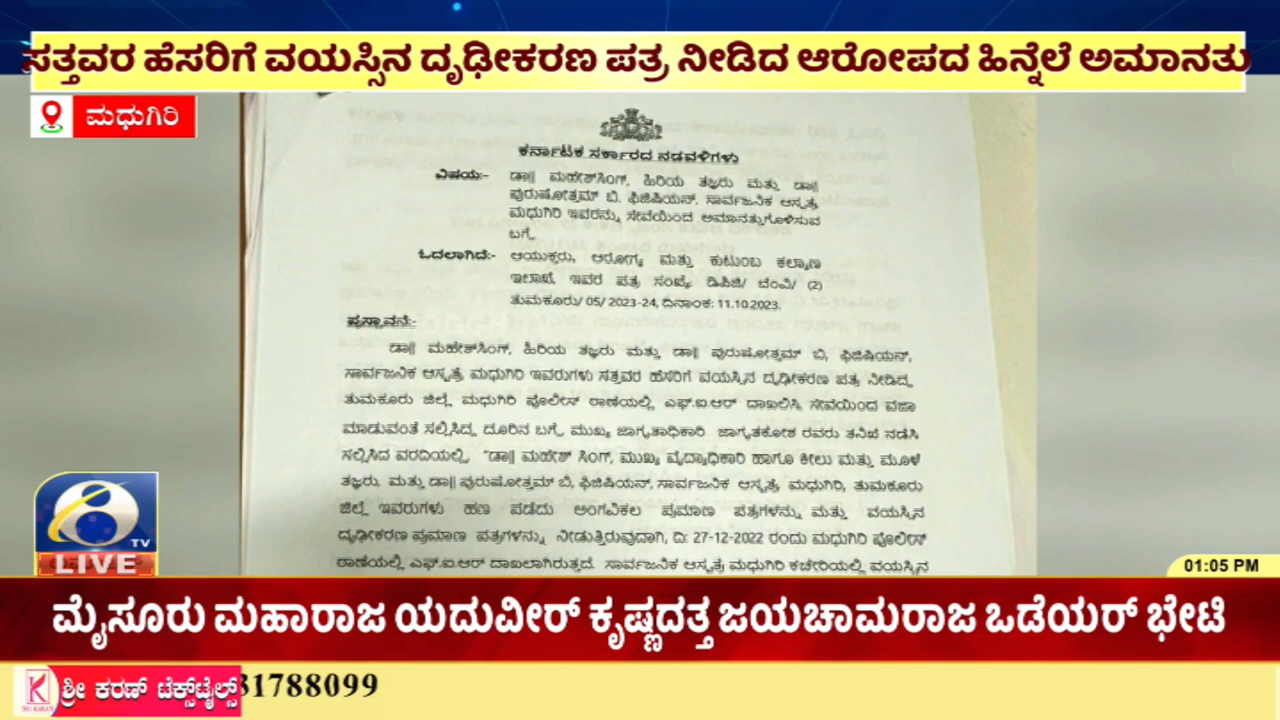 ಸತ್ತವರ ಹೆಸರಿಗೆ ವಯಸ್ಸಿನ ದೃಢೀಕರಣ ಪತ್ರ ನೀಡಿದ ಆರೋಪದ ಹಿನ್ನೆಲೆ ಅಮಾನತು
ಮಧುಗಿರಿ
ಕರ್ನಾಟಕ ಸರ್ಕಾರದ ನಡವಳಿಗಳು
ವಿಷಯ:- ಡಾ|| ಮಹೇಶ್‌ಸಿಂಗ್, ಹಿರಿಯ ತಜ್ಞರು ಮತ್ತು ಡಾ||
ಪುರುಷೋತ್ತಮ್ ಬಿ, ಫಿಜಿಷಿಯನ್, ಸಾರ್ವಜನಿಕ ಆಸ್ಪತ್ರೆ,
ಮಧುಗಿರಿ ಇವರನ್ನು ಸೇವೆಯಿಂದ ಅಮಾನತ್ತುಗೊಳಿಸುವ
ಬಗ್ಗೆ.
ಓದಲಾಗಿದೆ:- ಆಯುಕ್ತರು, ಆರೋಗ್ಯ ಮತ್ತು ಕುಟುಂಬ ಕಲ್ಯಾಣ
ಇಲಾಖೆ, ಇವರ ಪತ್ರ ಸಂಖ್ಯೆ: ಡಿಪಿಜಿ/ ಬೆಂವಿ/ (2)
ತುಮಕೂರು/ 05/ 2023-24, ದಿನಾಂಕ: 11.10.2023.
ಪ್ರಸ್ತಾವನೆ:-
ಡಾ|| ಮಹೇಶ್‌ಸಿಂಗ್, ಹಿರಿಯ ತಜ್ಞರು ಮತ್ತು ಡಾ|| ಪುರುಷೋತ್ತಮ್ ಬಿ, ಫಿಜಿಷಿಯನ್,
ಸಾರ್ವಜನಿಕ ಆಸ್ಪತ್ರೆ, ಮಧುಗಿರಿ ಇವರುಗಳು ಸತ್ತವರ ಹೆಸರಿಗೆ ವಯಸ್ಸಿನ ದೃಢೀಕರಣ ಪತ್ರ ನೀಡಿದ್ದು,
ತುಮಕೂರು ಜಿಲ್ಲೆ, ಮಧುಗಿರಿ ಪೊಲೀಸ್ ಠಾಣೆಯಲ್ಲಿ ಎಫ್.ಐ.ಆರ್ ದಾಖಲಿಸಿ, ಸೇವೆಯಿಂದ ವಜಾ
ಮಾಡುವಂತೆ ಸಲ್ಲಿಸಿದ್ದ, ದೂರಿನ ಬಗ್ಗೆ, ಮುಖ್ಯ ಜಾಗೃತಾಧಿಕಾರಿ ಜಾಗೃತಕೋಶ ರವರು ತನಿಖೆ ನಡೆಸಿ
ಸಲ್ಲಿಸಿದ ವರದಿಯಲ್ಲಿ, "ಡಾ|| ಮಹೇಶ್ ಸಿಂಗ್, ಮುಖ್ಯ ವೈದ್ಯಾಧಿಕಾರಿ ಹಾಗೂ ಕೀಲು ಮತ್ತು ಮೂಳೆ
ತಜ್ಞರು, ಮತ್ತು ಡಾ|| ಪುರುಷೋತ್ತಮ್ ಬಿ, ಫಿಜಿಷಿಯನ್, ಸಾರ್ವಜನಿಕ ಆಸ್ಪತ್ರೆ, ಮಧುಗಿರಿ, ತುಮಕೂರು
ಜಿಲ್ಲೆ ಇವರುಗಳು ಹಣ ಪಡೆದು ಅಂಗವಿಕಲ ಪ್ರಮಾಣ ಪತ್ರಗಳನ್ನು ಮತ್ತು ವಯಸ್ಸಿನ
ದೃಢೀಕರಣ ಪ್ರಮಾಣ ಪತ್ರಗಳನ್ನು ನೀಡುತ್ತಿರುವುದಾಗಿ, ದಿ: 27-12-2022 ರಂದು ಮಧುಗಿರಿ ಪೊಲೀಸ್
ಠಾಣೆಯಲ್ಲಿ ಎಫ್.ಐ.ಆರ್ ದಾಖಲಾಗಿರುತ್ತದೆ. ಸಾರ್ವಜನಿಕ ಆಸ್ಪತ್ರೆ ಮಧುಗಿರಿ ಕಚೇರಿಯಲ್ಲಿ ವಯಸ್ಸಿನ
TV
LIVE
01:05 PM
ಮೈಸೂರು ಮಹಾರಾಜ ಯದುವೀರ್ ಕೃಷ್ಣದತ್ತ ಜಯಚಾಮರಾಜ ಒಡೆಯರ್ ಭೇಟಿ
ಶ್ರೀ ಕರಣ್ ಟೆಕ್ಸ್‌ಟೈಲ್ಸ್ 31788099